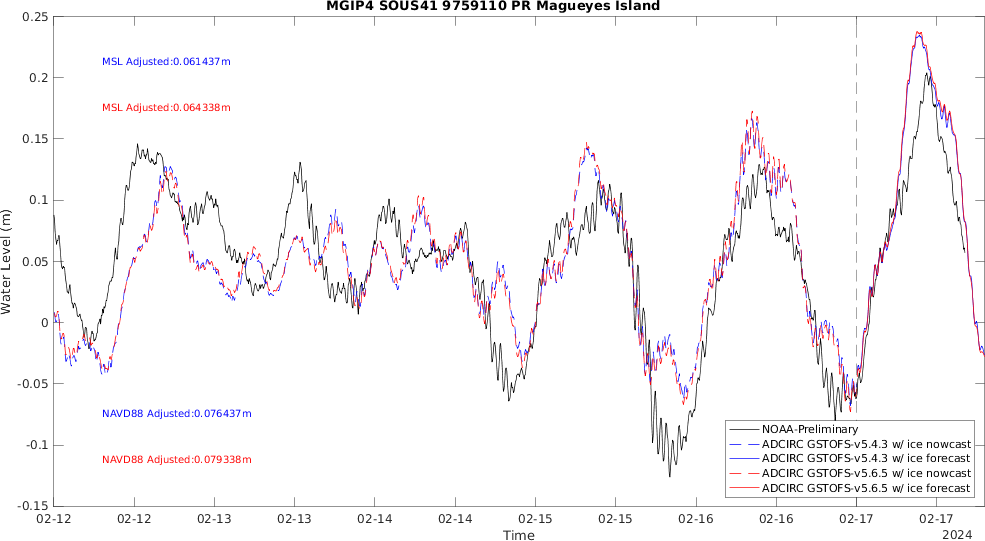 MGIP4 SOUS41 9759110 PR Magueyes Island
0.25
0.2
0.15
0.1
0.05
0
-0.05
-0.1
-0.15
Water Level (m)
MSL Adjusted:0.061437m
MSL Adjusted:0.064338m
NAVD88 Adjusted:0.076437m
NAVD88 Adjusted:0.079338m
NOAA-Preliminary
ADCIRC GSTOFS-v5.4.3 w/ ice nowcast
ADCIRC GSTOFS-v5.4.3 w/ ice forecast
ADCIRC GSTOFS-v5.6.5 w/ ice nowcast
ADCIRC GSTOFS-v5.6.5 w/ ice forecast
02-12 02-12 02-13 02-13 02-14 02-14 02-15 02-15 02-16 02-16 02-17 02-17
Time
2024